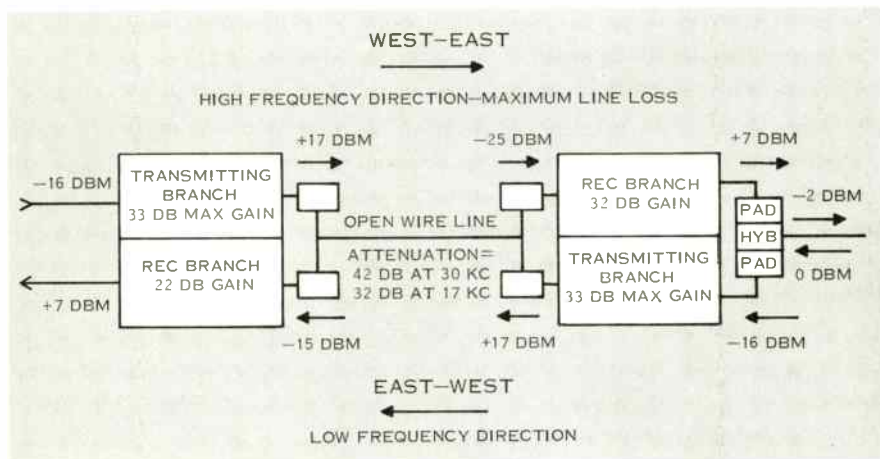 WEST–EAST
HIGH FREQUENCY DIRECTION–MAXIMUM LINE LOSS
–16 DBM
TRANSMITTING
BRANCH
33 DB MAX GAIN
REC BRANCH
22 DB GAIN
+7 DBM
+17 DBM
–25 DBM
OPEN WIRE LINE
ATTENUATION=
42 DB AT 30 KC
32 DB AT 17 KC
–15 DBM
+17 DBM
REC BRANCH
32 DB GAIN
TRANSMITTING
BRANCH
33 DB MAX GAIN
+7 DBM
–2 DBM
PAD
HYB
PAD
0 DBM
–16 DBM
EAST–WEST
LOW FREQUENCY DIRECTION